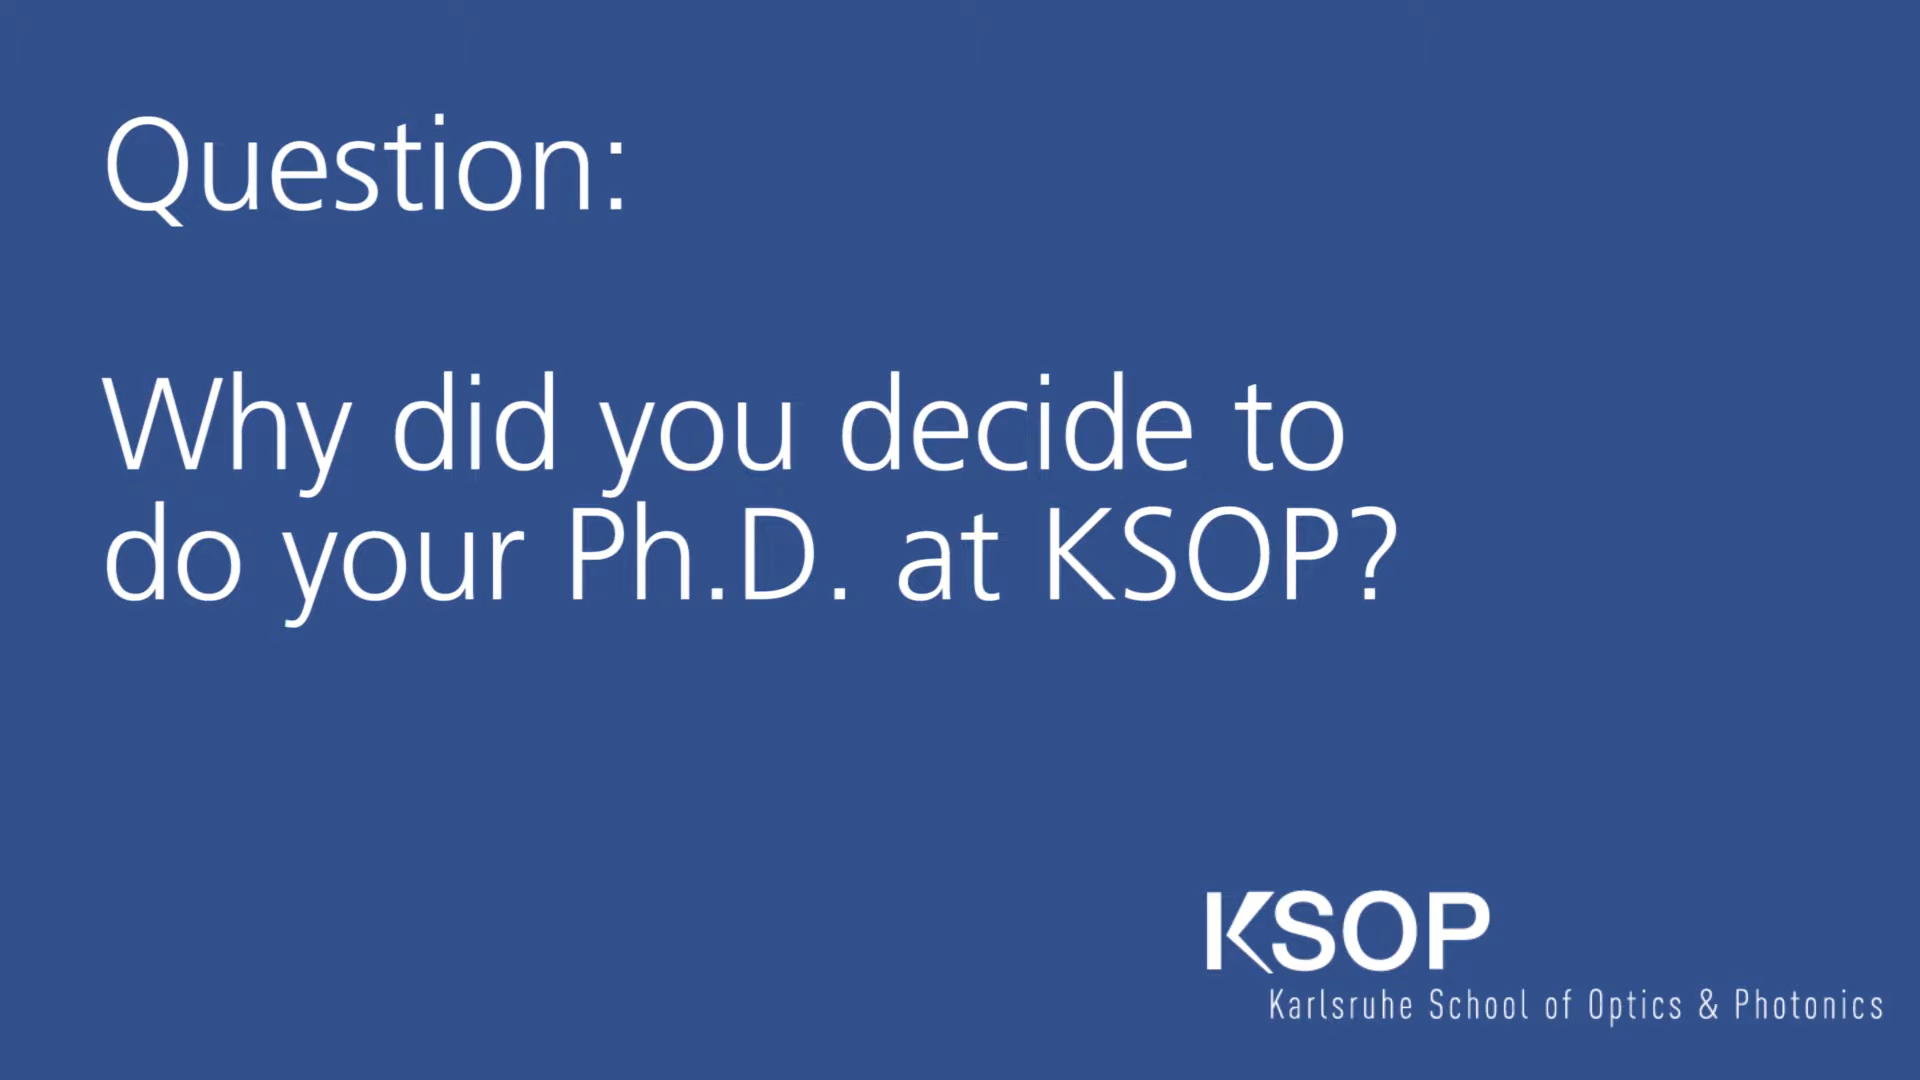 Question:
Why did you decide to
do your Ph.D. at KSOP?
KSOP
Karlsruhe School of Optics & Photonics